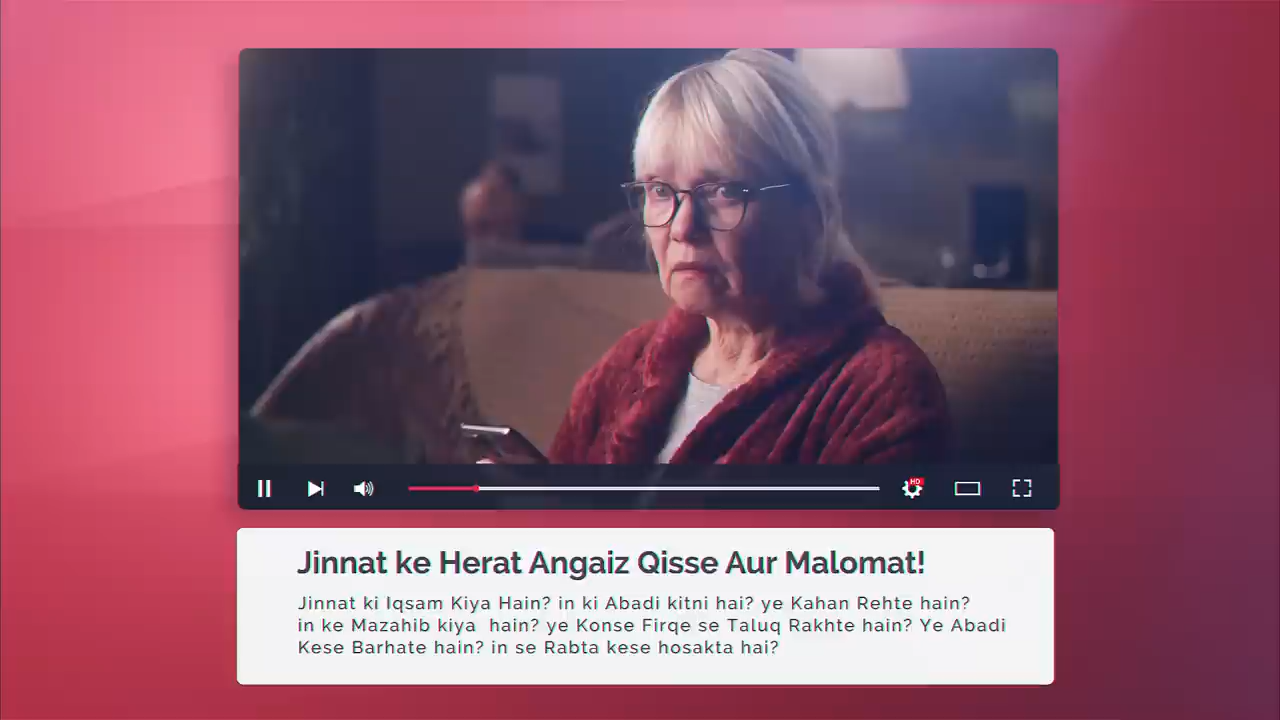 HD
Jinnat ke Herat Angaiz Qisse Aur Malomat!
Jinnat ki Iqsam Kiya Hain? in ki Abadi kitni hai? ye Kahan Rehte hain?
in ke Mazahib kiya  hain? ye Konse Firqe se Taluq Rakhte hain? Ye Abadi
Kese Barhate hain? in se Rabta kese hosakta hai?